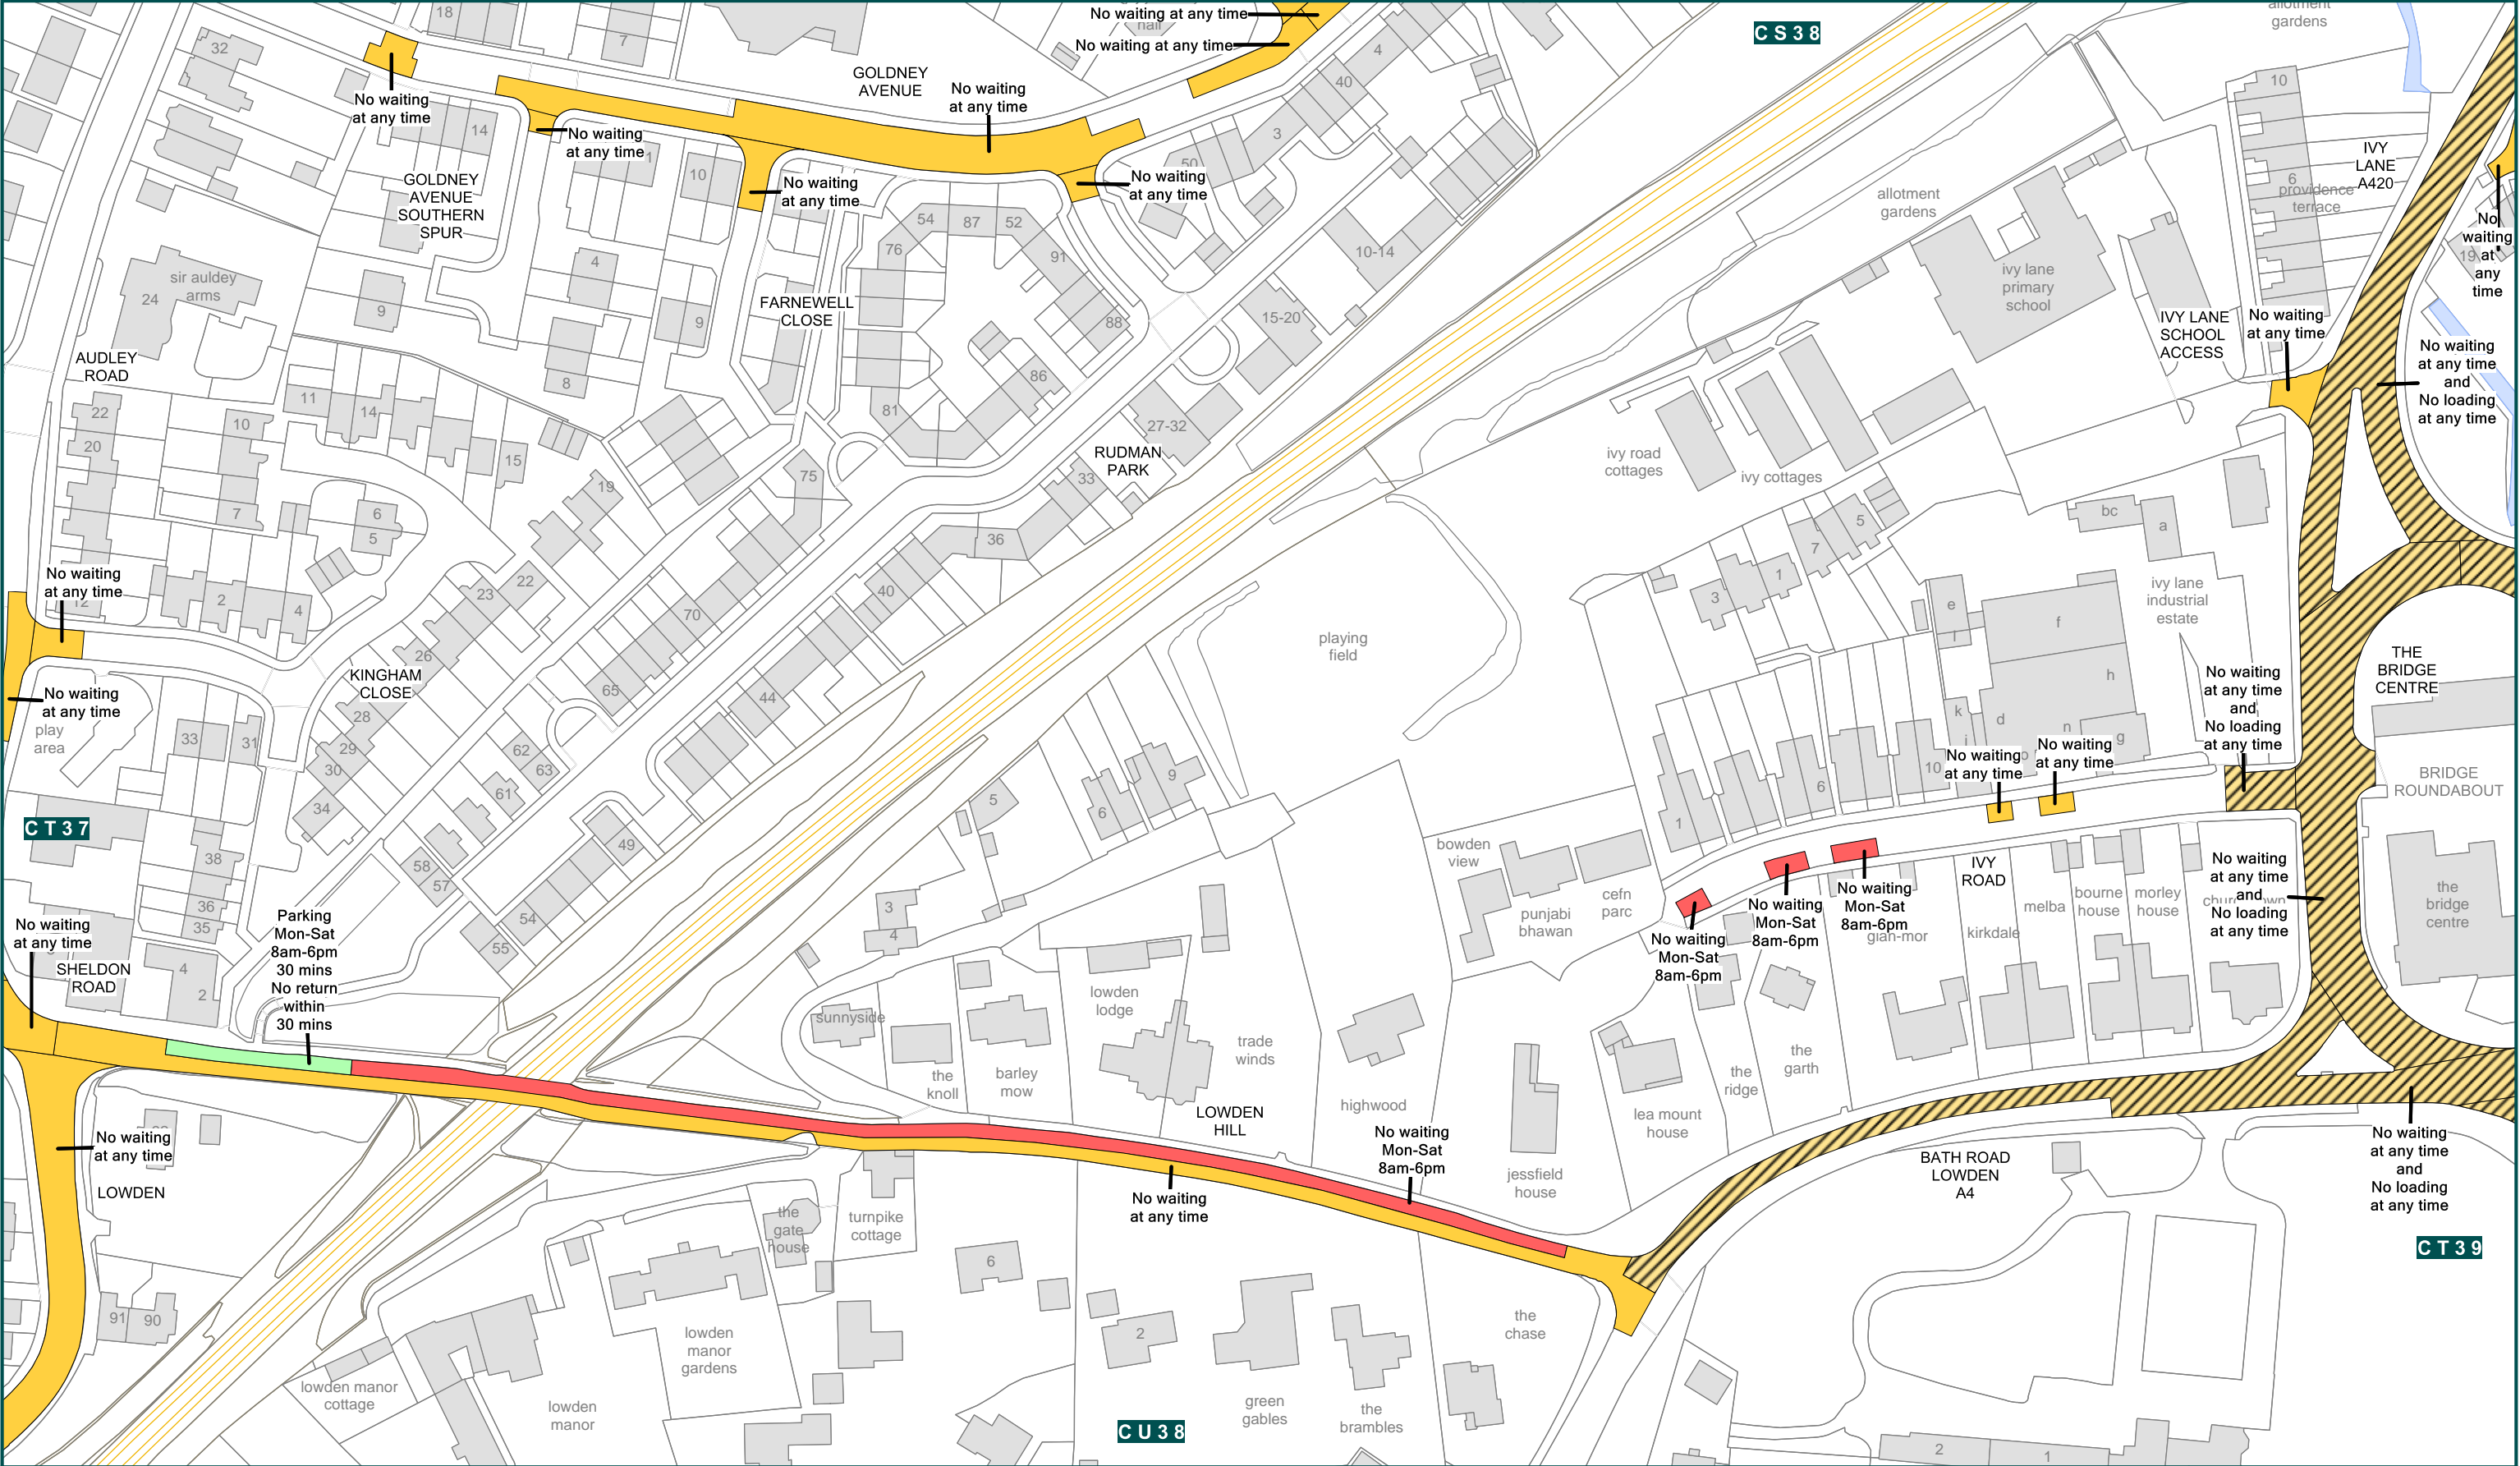 18
7
No waiting at any time
hall
No waiting at any time
4
40
CS38
allotment
gardens
32
No waiting
at any time
14
GOLDNEY
AVENUE
No waiting
at any time
No waiting
at any time
1
10
No waiting
at any time
3
50
No waiting
at any time
10
6
providence
terrace
IVY
LANE
A420
GOLDNEY
AVENUE
SOUTHERN
SPUR
54
87
52
76
91
10-14
allotment
gardens
No
waiting
at
any
time
19
sir auldey
arms
24
9
4
9
FARNEWELL
CLOSE
88
15-20
ivy lane
primary
school
IVY LANE
SCHOOL
ACCESS
No waiting
at any time
No waiting
at any time
and
No loading
at any time
AUDLEY
ROAD
8
86
81
27-32
RUDMAN
PARK
11
14
22
20
10
15
7
6
5
19
75
33
36
ivy road
cottages
ivy cottages
5
7
1
3
bc
a
ivy lane
industrial
estate
e
f
l
h
No waiting
at any time
12
2
4
22
23
26
70
40
65
44
playing
field
No waiting
at any time
play
area
KINGHAM
CLOSE
28
29
30
34
33
31
62
63
61
THE
BRIDGE
CENTRE
No waiting
at any time
and
No loading
at any time
k
d
n
g
j
No waiting
at any time
No waiting
at any time
BRIDGE
ROUNDABOUT
5
6
9
1
6
10
CT37
38
36
35
58
57
49
54
55
3
4
bowden
view
cefn
parc
punjabi
bhawan
No waiting
Mon-Sat
8am-6pm
No waiting
Mon-Sat
8am-6pm
No waiting
Mon-Sat
8am-6pm
glan-mor
IVY
ROAD
kirkdale
melba
bourne
house
morley
house
No waiting
at any time
and
No loading
at any time
the
bridge
centre
No waiting
at any time
SHELDON
ROAD
4
2
Parking
Mon-Sat
8am-6pm
30 mins
No return
within
30 mins
sunnyside
the
knoll
barley
mow
lowden
lodge
trade
winds
highwood
LOWDEN
HILL
No waiting
Mon-Sat
8am-6pm
jessfield
house
lea mount
house
the
ridge
the
garth
No waiting
at any time
LOWDEN
91
90
No waiting
at any time
the
gate
house
turnpike
cottage
6
BATH ROAD
LOWDEN
A4
No waiting
at any time
and
No loading
at any time
CT39
lowden
manor
gardens
lowden manor
cottage
lowden
manor
2
green
gables
the
brambles
the
chase
CU38
2
1